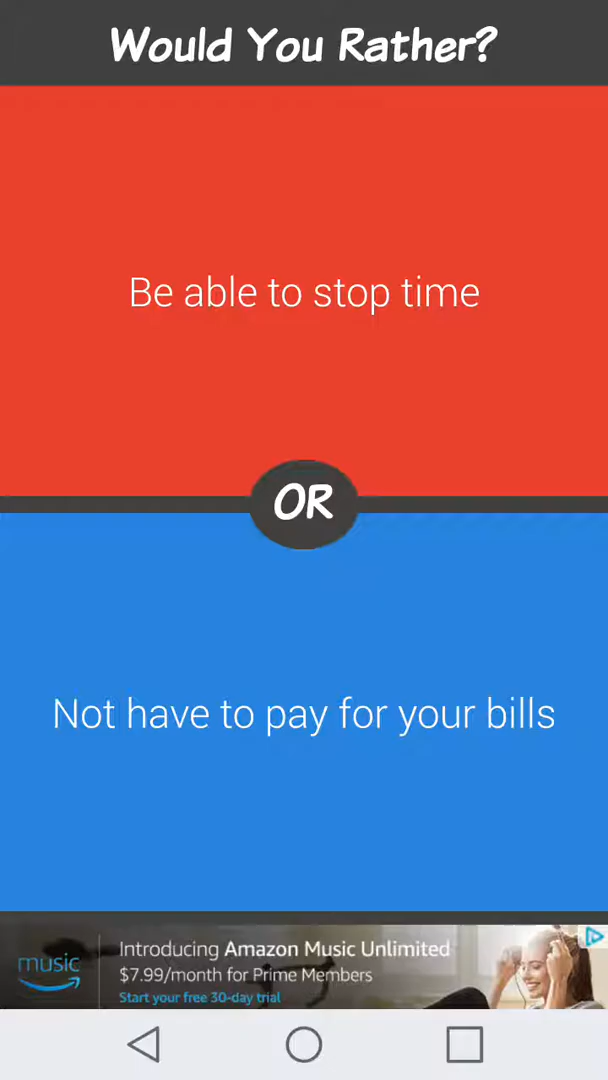 Would You Rather?
Be able to stop time
OR
Not have to pay for your bills
music
Introducing Amazon Music Unlimited
$7.99/month for Prime Members
Start your free 30-day trial